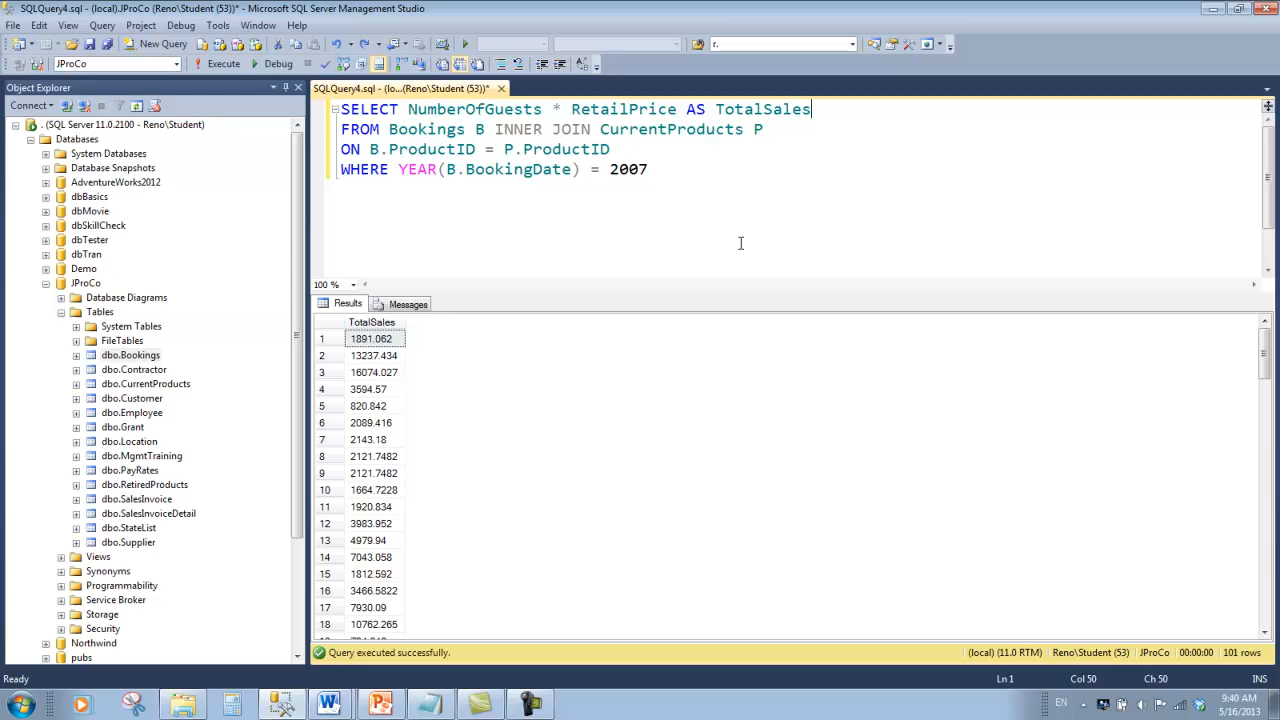 SQLQuery4.sql - (local).JProCo (Reno\Student (53))* - Microsoft SQL Server Management Studio
File Edit View Query Project Debug Tools Window Help
New Query
r.
JProCo
Execute
Debug
Object Explorer
SQLQuery4.sql - (lo...(Reno\Student (53))*
Connect
. (SQL Server 11.0.2100 - Reno\Student)
Databases
System Databases
Database Snapshots
AdventureWorks2012
dbBasics
dbMovie
dbSkillCheck
dbTester
dbTran
Demo
JProCo
Database Diagrams
Tables
System Tables
FileTables
dbo.Bookings
dbo.Contractor
dbo.CurrentProducts
dbo.Customer
dbo.Employee
dbo.Grant
dbo.Location
dbo.MgmtTraining
dbo.PayRates
dbo.RetiredProducts
dbo.SalesInvoice
dbo.SalesInvoiceDetail
dbo.StateList
dbo.Supplier
Views
Synonyms
Programmability
Service Broker
Storage
Security
Northwind
pubs
SELECT NumberOfGuests * RetailPrice AS TotalSales
FROM Bookings B INNER JOIN CurrentProducts P
ON B.ProductID = P.ProductID
WHERE YEAR(B.BookingDate) = 2007
100 %
Results Messages
TotalSales
1 1891.062
2 13237.434
3 16074.027
4 3594.57
5 820.842
6 2089.416
7 2143.18
8 2121.7482
9 2121.7482
10 1664.7228
11 1920.834
12 3983.952
13 4979.94
14 7043.058
15 1812.592
16 3466.5822
17 7930.09
18 10762.265
Query executed successfully.
(local) (11.0 RTM) Reno\Student (53) JProCo 00:00:00 101 rows
Ready
Ln 1 Col 50 Ch 50 INS
EN
9:40 AM
5/16/2013